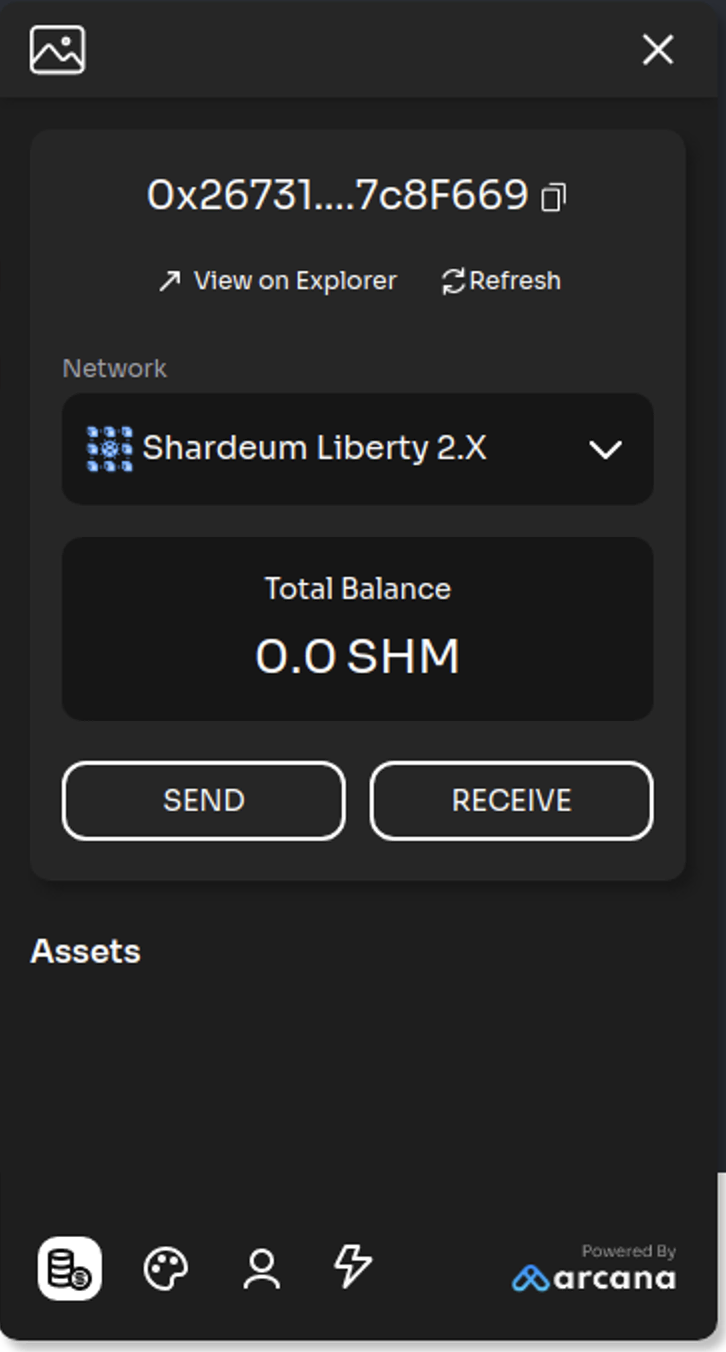 0x26731....7c8F669
View on Explorer Refresh
Network
Shardeum Liberty 2.X
Total Balance
0.0 SHM
SEND RECEIVE
Assets
Powered By
arcana